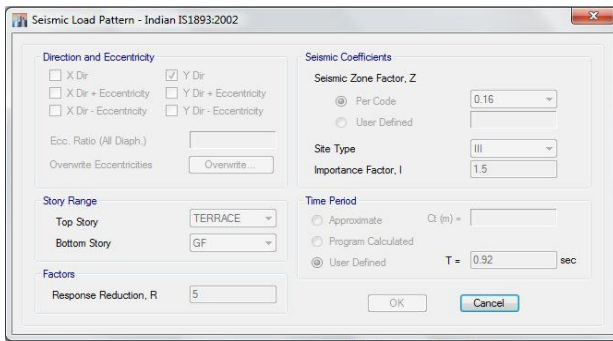 Seismic Load Pattern - Indian IS1893:2002
Direction and Eccentricity
X Dir
Y Dir
X Dir + Eccentricity
Y Dir + Eccentricity
X Dir - Eccentricity
Y Dir - Eccentricity
Ecc. Ratio (All Diaph.)
Overwrite Eccentricities
Overwrite...
Story Range
Top Story
TERRACE
Bottom Story
GF
Factors
Response Reduction, R
5
Seismic Coefficients
Seismic Zone Factor, Z
Per Code
0.16
User Defined
Site Type
III
Importance Factor, I
1.5
Time Period
Approximate
Ct (m) =
Program Calculated
User Defined
T =
0.92
sec
OK
Cancel